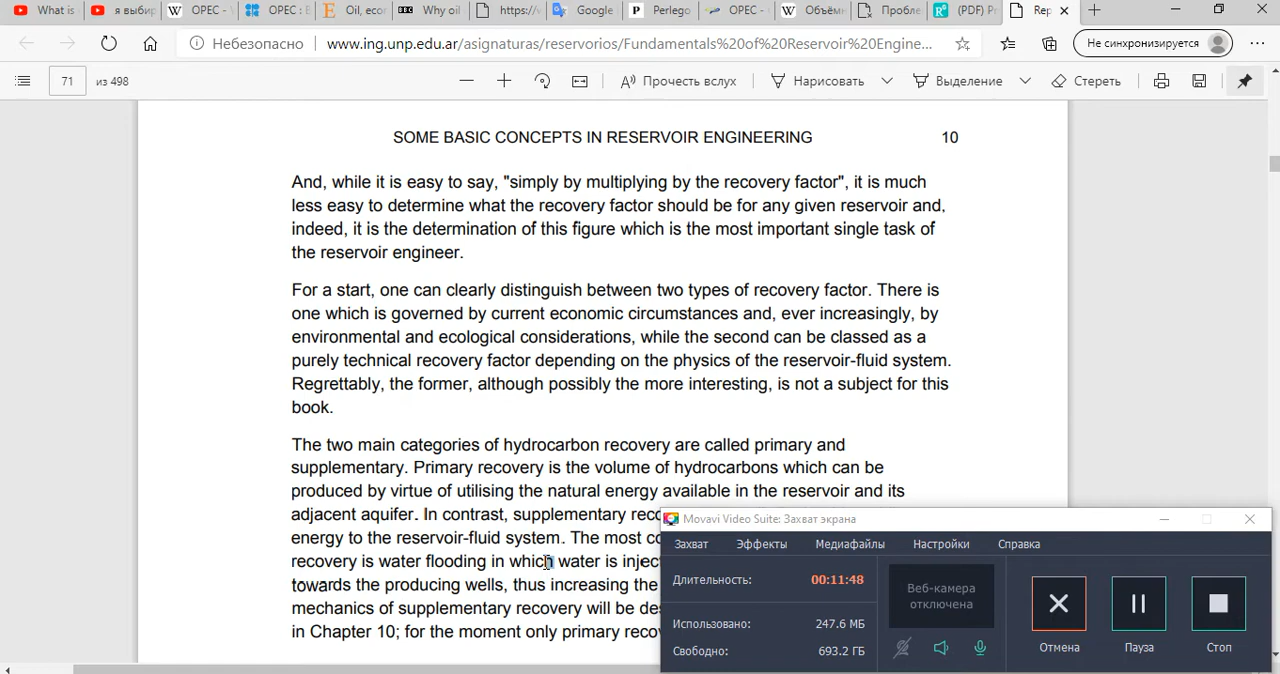 What is
я выбир
OPEC -
OPEC : E
Oil, ecor
Why oil
https://
Google
Perlego
OPEC -
Объём
Пробле
(PDF) Pr
Rep
Небезопасно www.ing.unp.edu.ar/asignaturas/reservorios/Fundamentals%20of%20Reservoir%20Engine...
Не синхронизируется
71 из 498 Прочесть вслух Нарисовать Выделение Стереть
SOME BASIC CONCEPTS IN RESERVOIR ENGINEERING 10
And, while it is easy to say, "simply by multiplying by the recovery factor", it is much
less easy to determine what the recovery factor should be for any given reservoir and,
indeed, it is the determination of this figure which is the most important single task of
the reservoir engineer.
For a start, one can clearly distinguish between two types of recovery factor. There is
one which is governed by current economic circumstances and, ever increasingly, by
environmental and ecological considerations, while the second can be classed as a
purely technical recovery factor depending on the physics of the reservoir-fluid system.
Regrettably, the former, although possibly the more interesting, is not a subject for this
book.
The two main categories of hydrocarbon recovery are called primary and
supplementary. Primary recovery is the volume of hydrocarbons which can be
produced by virtue of utilising the natural energy available in the reservoir and its
adjacent aquifer. In contrast, supplementary reco
energy to the reservoir-fluid system. The most co
recovery is water flooding in which water is inject
towards the producing wells, thus increasing the
mechanics of supplementary recovery will be des
in Chapter 10; for the moment only primary recov
Movavi Video Suite: Захват экрана
Захват Эффекты Медиафайлы Настройки Справка
Длительность: 00:11:48
Веб-камера
отключена
Использовано: 247.6 МБ
Свободно: 693.2 ГБ
Отмена Пауза Стоп